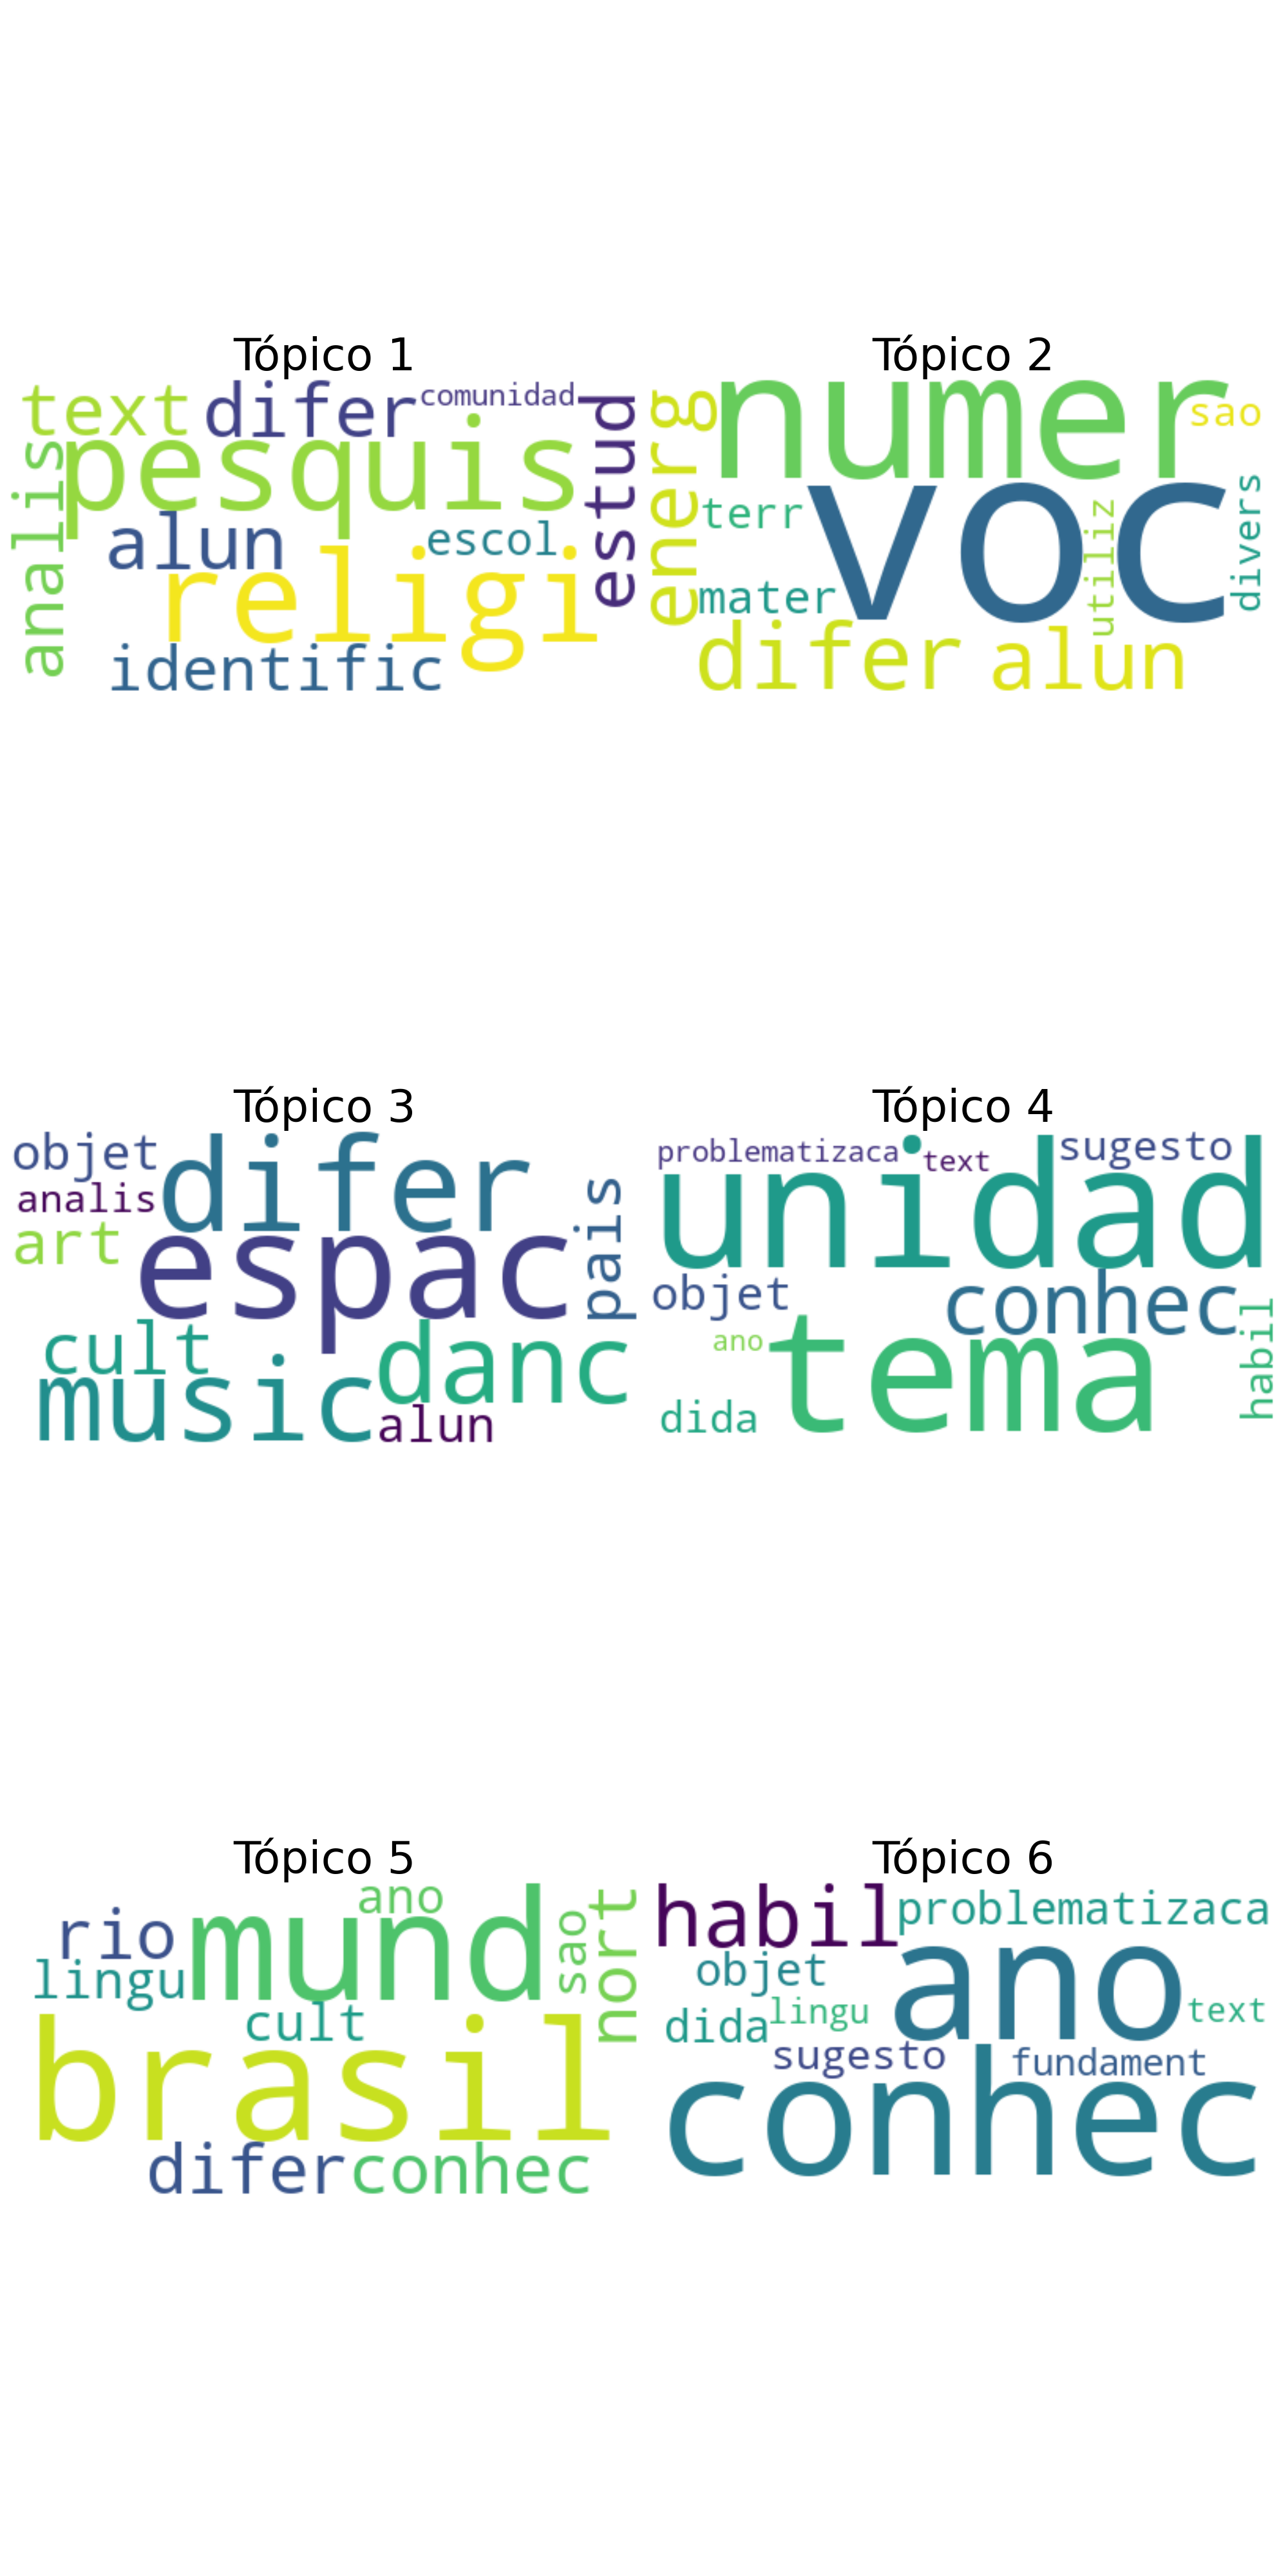 Tópico 1
text difer comunidad
pesquis
analis
estud
alun
escol
religi
identific
Tópico 2
numer
sao
energ
terr
voc
utiliz
divers
mater
difer alun
Tópico 3
objet
difer
analis
art
espac
pais
cult
danc
music
alun
Tópico 4
problematizaca
text
sugesto
unidad
objet
conhec
ano
tema
habil
dida
Tópico 5
ano
rio
mund
sao
nort
lingu
cult
brasil
difer conhec
Tópico 6
habil
problematizaca
objet
ano
dida
lingu
text
sugesto
fundament
conhec